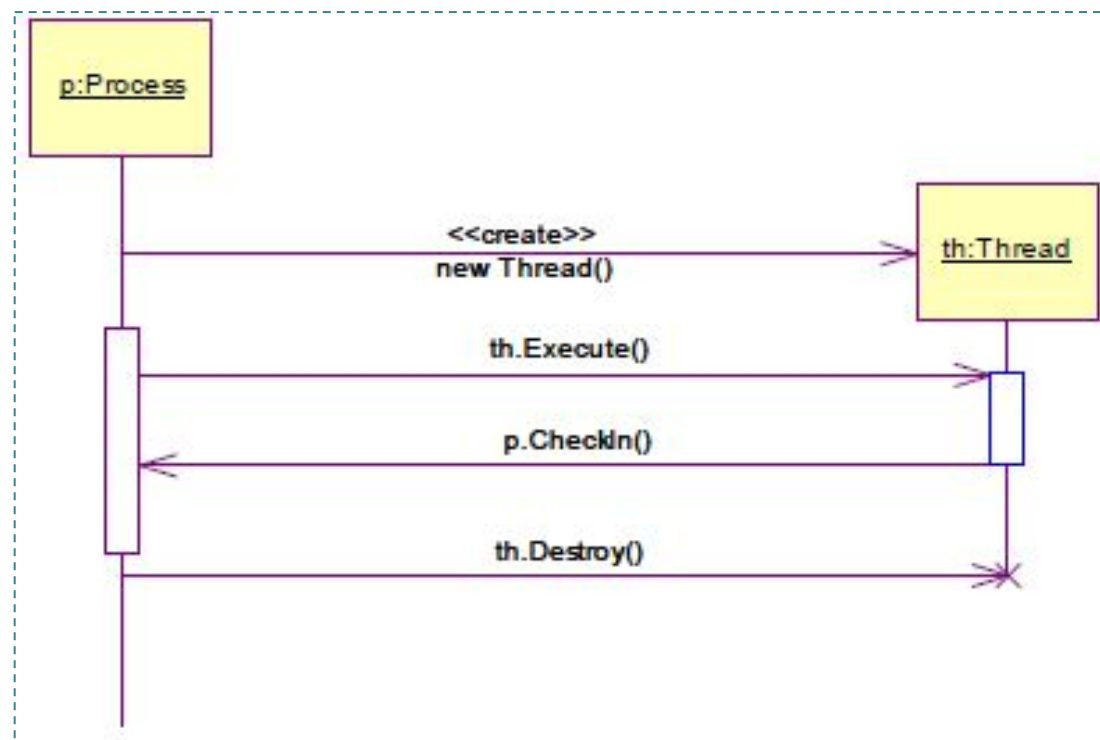 p:Process
<<create>>
th:Thread
new Thread()
th.Execute()
p.CheckIn()
th.Destroy()